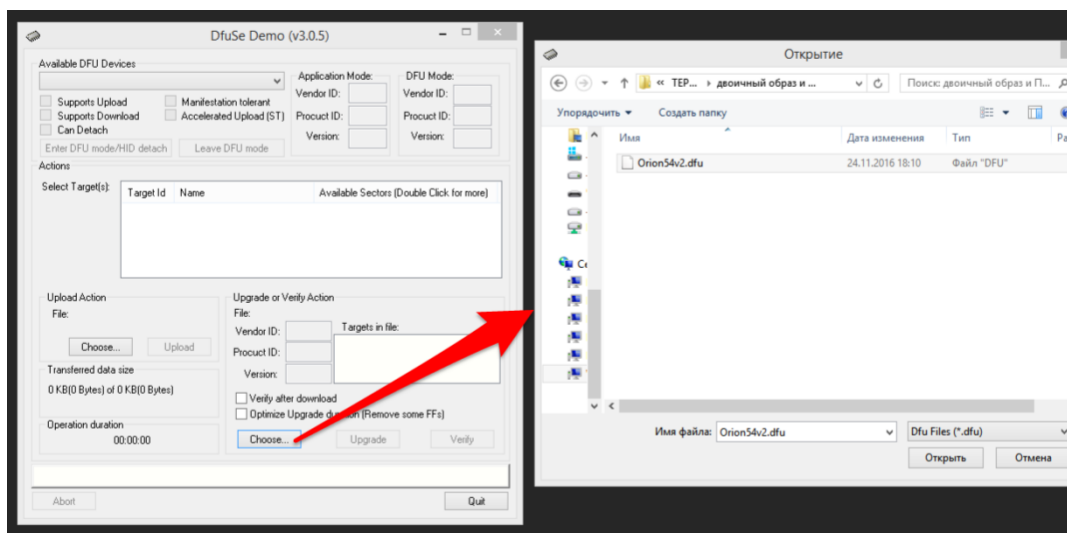 DfuSe Demo (v3.0.5)
Available DFU Devices
Supports Upload
Manifestation tolerant
Supports Download
Accelerated Upload (ST)
Can Detach
Enter DFU mode/HID detach
Leave DFU mode
Application Mode:
Vendor ID:
Procuct ID:
Version:
DFU Mode:
Vendor ID:
Procuct ID:
Version:
Actions
Select Target(s):
Target Id
Name
Available Sectors (Double Click for more)
Upload Action
File:
Choose...
Upload
Transferred data size
0 KB(0 Bytes) of 0 KB(0 Bytes)
Operation duration
00:00:00
Upgrade or Verify Action
File:
Vendor ID:
Procuct ID:
Version:
Targets in file:
Verify after download
Optimize Upgrade duration (Remove some FFs)
Choose...
Upgrade
Verify
Abort
Quit
Открытие
« TEP... › двоичный образ и ...
Поиск: двоичный образ и П...
Упорядочить
Создать папку
Имя
Дата изменения
Тип
Ра
Orion54v2.dfu
24.11.2016 18:10
Файл "DFU"
Се
Имя файла:
Orion54v2.dfu
Dfu Files (*.dfu)
Открыть
Отмена